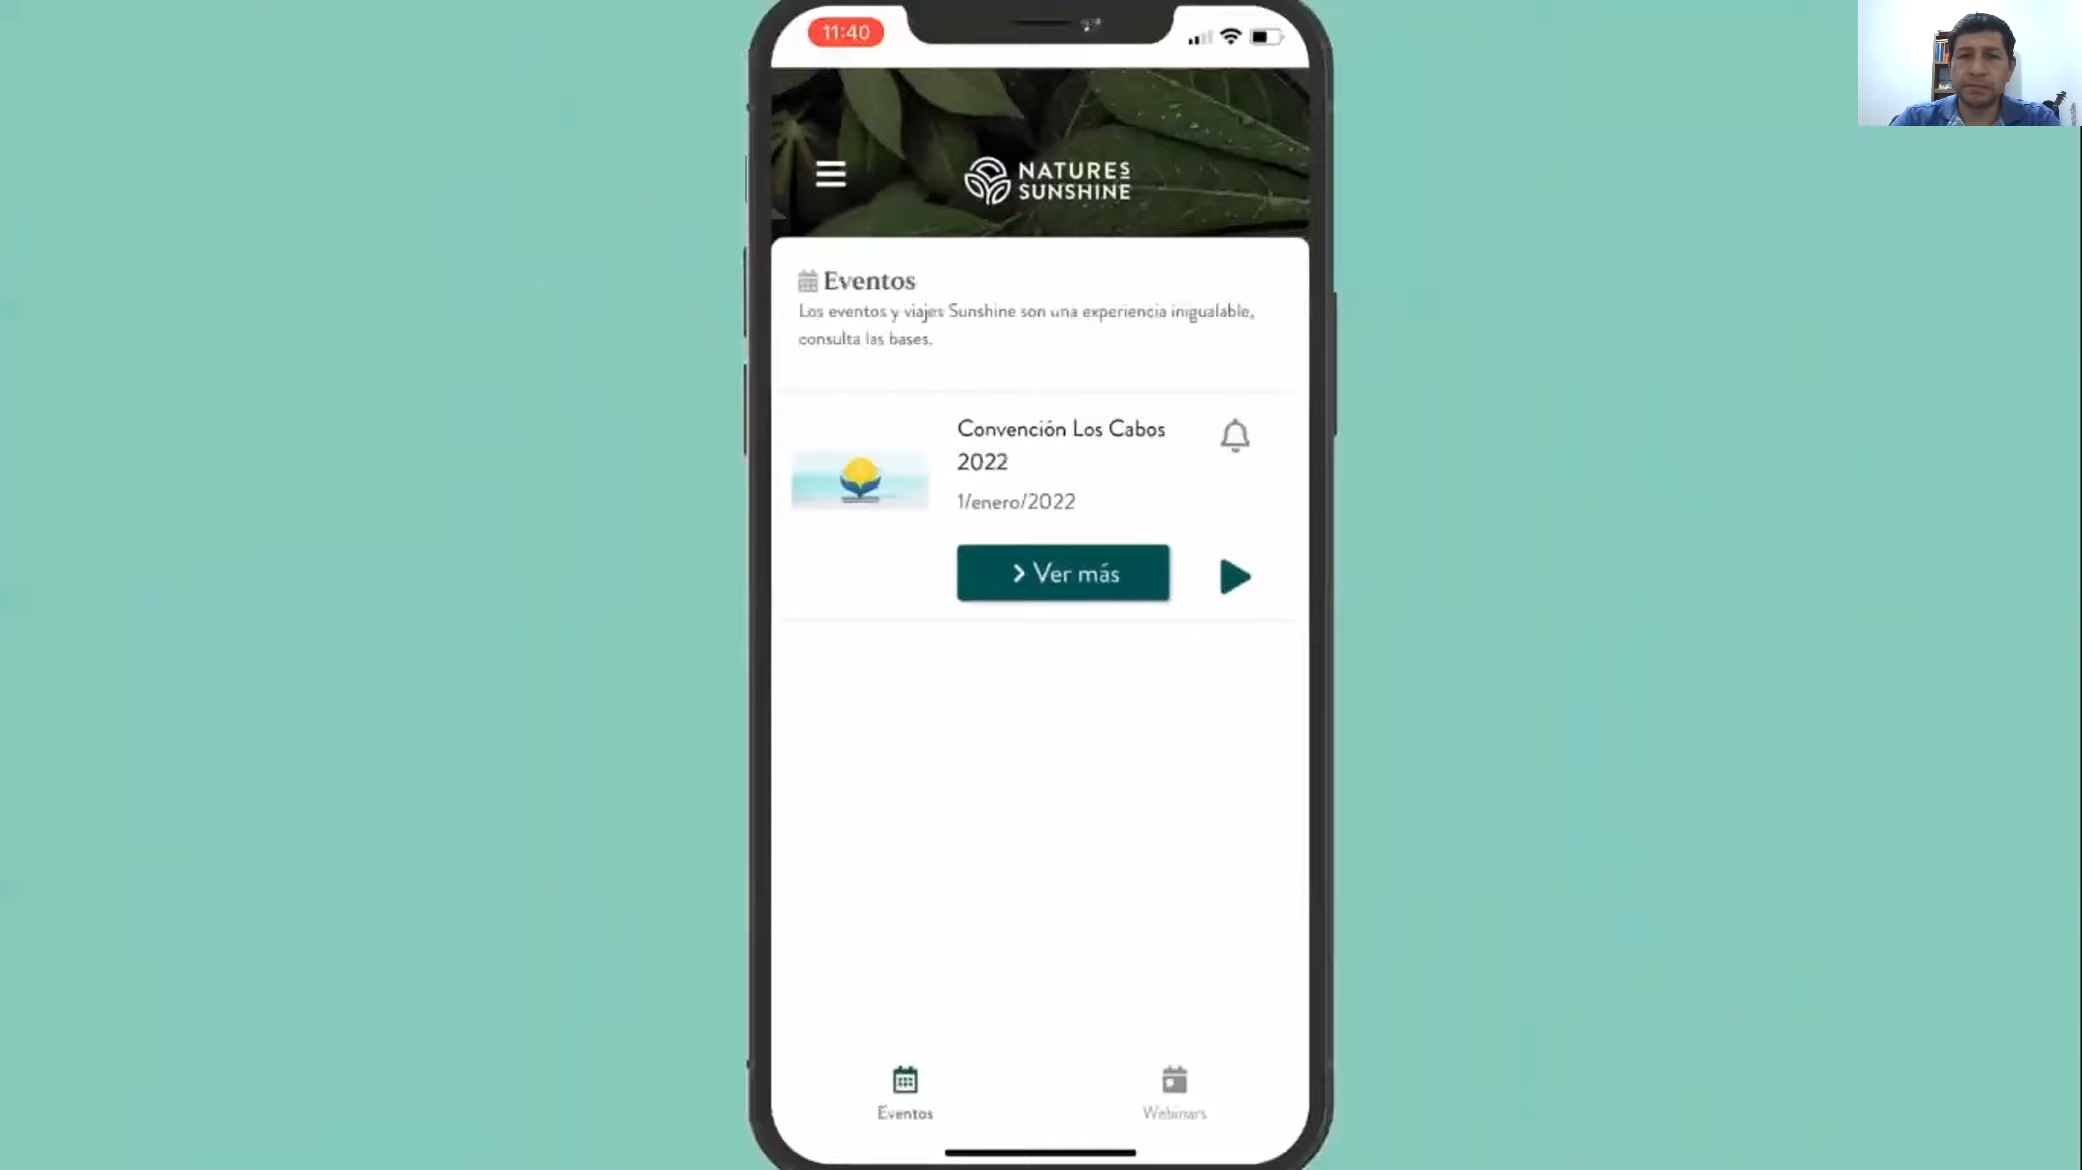 11:40
NATURES
SUNSHINE
Eventos
Los eventos y viajes Sunshine son una experiencia inigualable,
consulta las bases.
Convención Los Cabos
2022
1/enero/2022
Ver más
Eventos
Webinars